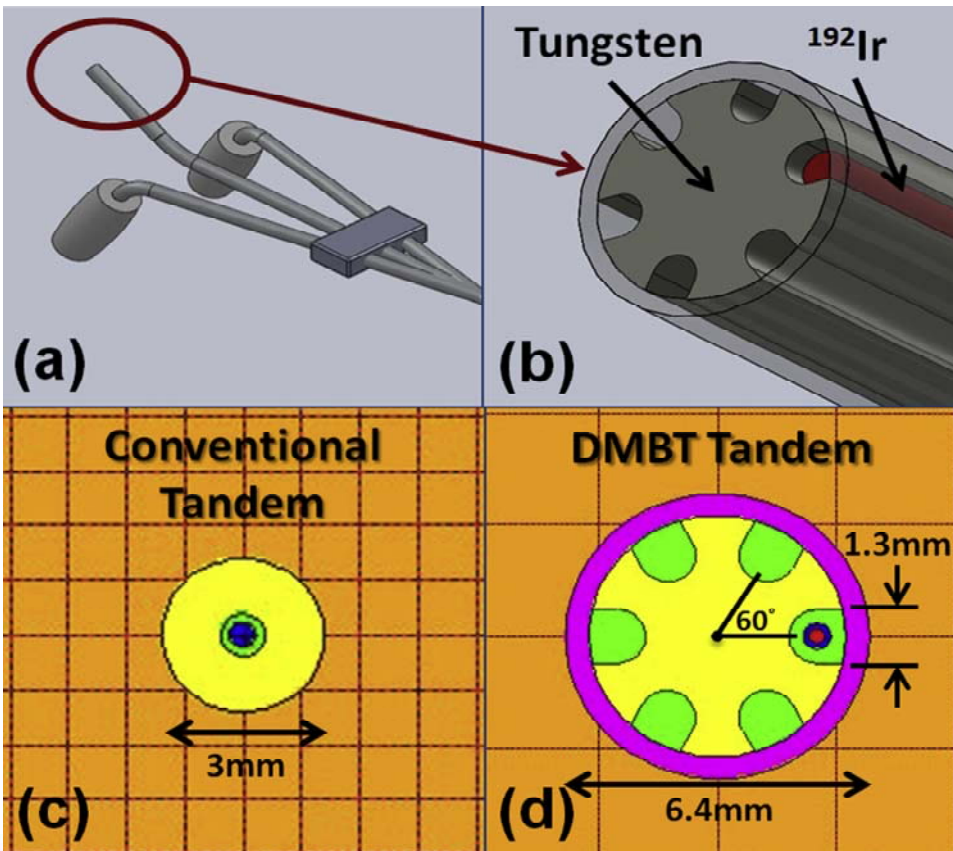 Tungsten
¹⁹²Ir
(a)
(b)
Conventional
Tandem
DMBT Tandem
1.3mm
60°
3mm
6.4mm
(c)
(d)